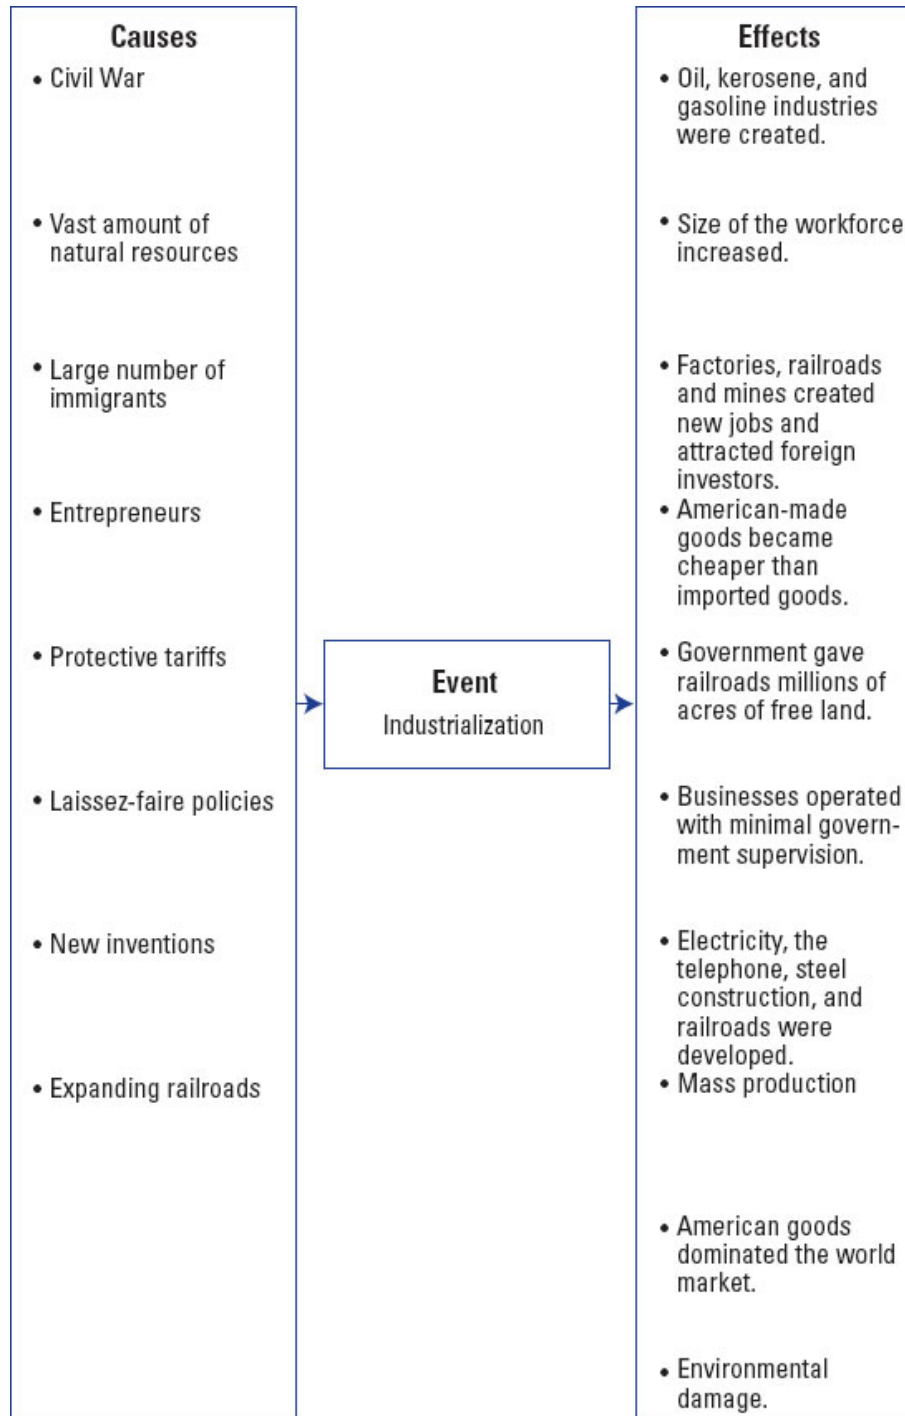 Causes
• Civil War
• Vast amount of
natural resources
• Large number of
immigrants
• Entrepreneurs
• Protective tariffs
• Laissez-faire policies
• New inventions
• Expanding railroads
Event
Industrialization
Effects
• Oil, kerosene, and
gasoline industries
were created.
• Size of the workforce
increased.
• Factories, railroads
and mines created
new jobs and
attracted foreign
investors.
• American-made
goods became
cheaper than
imported goods.
• Government gave
railroads millions of
acres of free land.
• Businesses operated
with minimal govern-
ment supervision.
• Electricity, the
telephone, steel
construction, and
railroads were
developed.
• Mass production
• American goods
dominated the world
market.
• Environmental
damage.